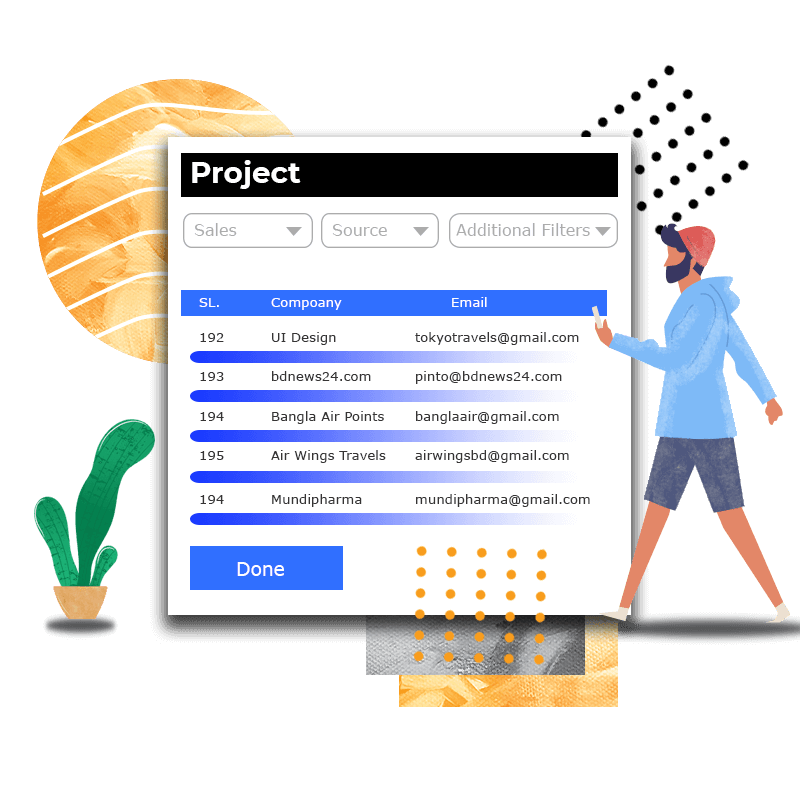 Project
Sales Source Additional Filters
SL. Compoany Email
192 UI Design tokyotravels@gmail.com
193 bdnews24.com pinto@bdnews24.com
194 Bangla Air Points banglaair@gmail.com
195 Air Wings Travels airwingsbd@gmail.com
194 Mundipharma mundipharma@gmail.com
Done